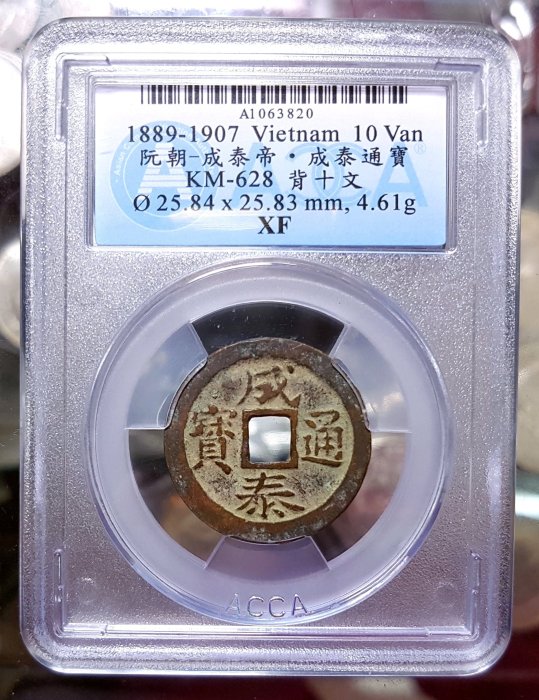 A1063820
1889-1907 Vietnam 10 Van
阮朝-成泰帝・成泰通寶
KM-628 背十文
Ø 25.84 x 25.83 mm, 4.61g
XF
成
寶 通
泰
ACCA